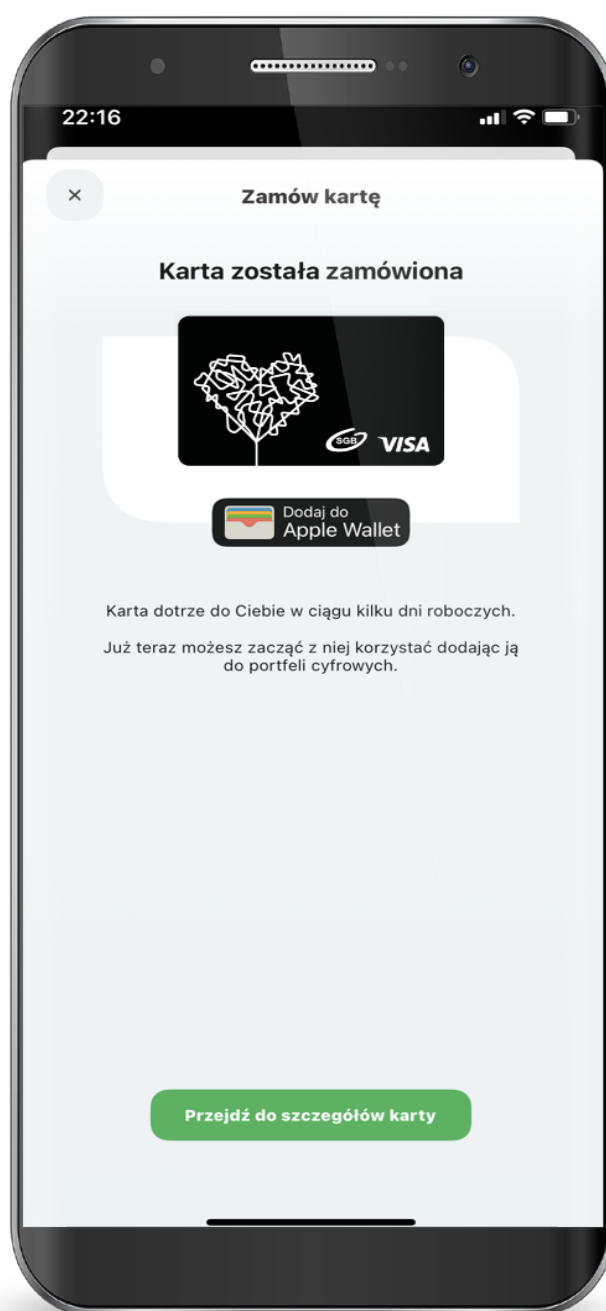 22:16
Zamów kartę
Karta została zamówiona
SGB VISA
Dodaj do
Apple Wallet
Karta dotrze do Ciebie w ciągu kilku dni roboczych.
Już teraz możesz zacząć z niej korzystać dodając ją
do portfeli cyfrowych.
Przejdź do szczegółów karty